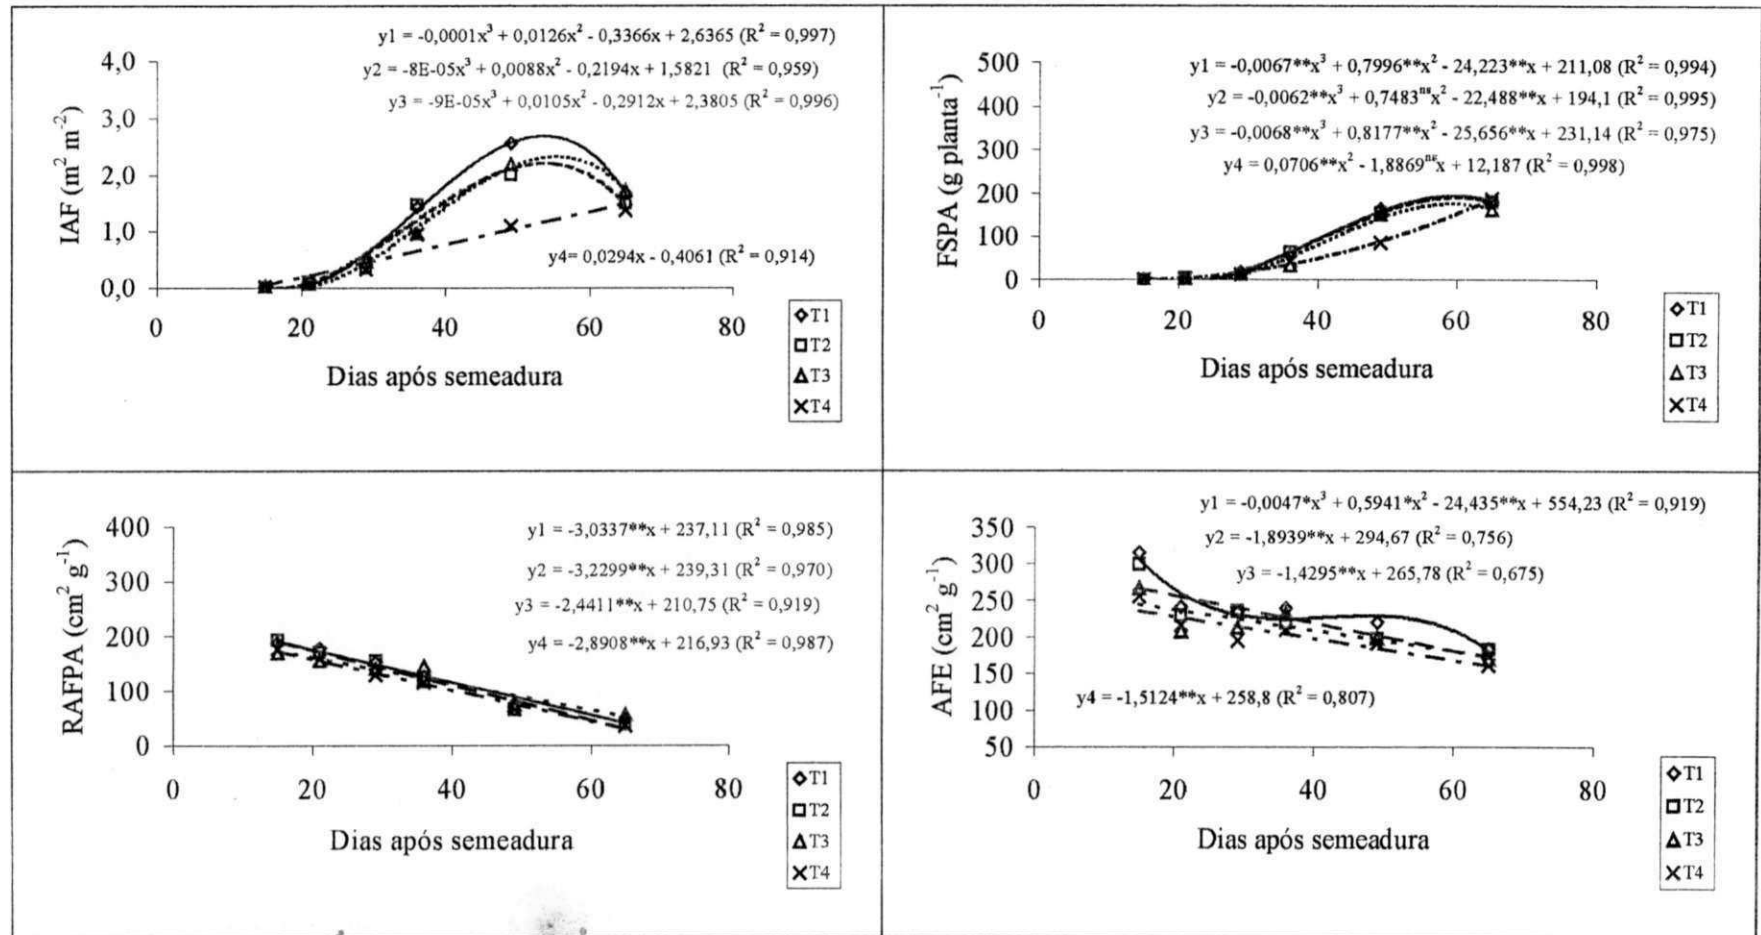 y1 = -0,0001x³ + 0,0126x² - 0,3366x + 2,6365 (R² = 0,997)
y2 = -8E-05x³ + 0,0088x² - 0,2194x + 1,5821 (R² = 0,959)
y3 = -9E-05x³ + 0,0105x² - 0,2912x + 2,3805 (R² = 0,996)
IAF (m² m⁻²)
4,0
3,0
2,0
1,0
0,0
y4= 0,0294x - 0,4061 (R² = 0,914)
0 20 40 60 80
Dias após semeadura
T1
T2
T3
T4
y1 = -0,0067**x³ + 0,7996**x² - 24,223**x + 211,08 (R² = 0,994)
y2 = -0,0062**x³ + 0,7483ⁿˢx² - 22,488**x + 194,1 (R² = 0,995)
y3 = -0,0068**x³ + 0,8177**x² - 25,656**x + 231,14 (R² = 0,975)
y4 = 0,0706**x² - 1,8869ⁿˢx + 12,187 (R² = 0,998)
FSPA (g planta⁻¹)
500
400
300
200
100
0
0 20 40 60 80
Dias após semeadura
T1
T2
T3
T4
y1 = -3,0337**x + 237,11 (R² = 0,985)
y2 = -3,2299**x + 239,31 (R² = 0,970)
y3 = -2,4411**x + 210,75 (R² = 0,919)
y4 = -2,8908**x + 216,93 (R² = 0,987)
RAFPA (cm² g⁻¹)
400
300
200
100
0
0 20 40 60 80
Dias após semeadura
T1
T2
T3
T4
y1 = -0,0047*x³ + 0,5941*x² - 24,435**x + 554,23 (R² = 0,919)
y2 = -1,8939**x + 294,67 (R² = 0,756)
y3 = -1,4295**x + 265,78 (R² = 0,675)
AFE (cm² g⁻¹)
350
300
250
200
150
100
50
y4 = -1,5124**x + 258,8 (R² = 0,807)
0 20 40 60 80
Dias após semeadura
T1
T2
T3
T4